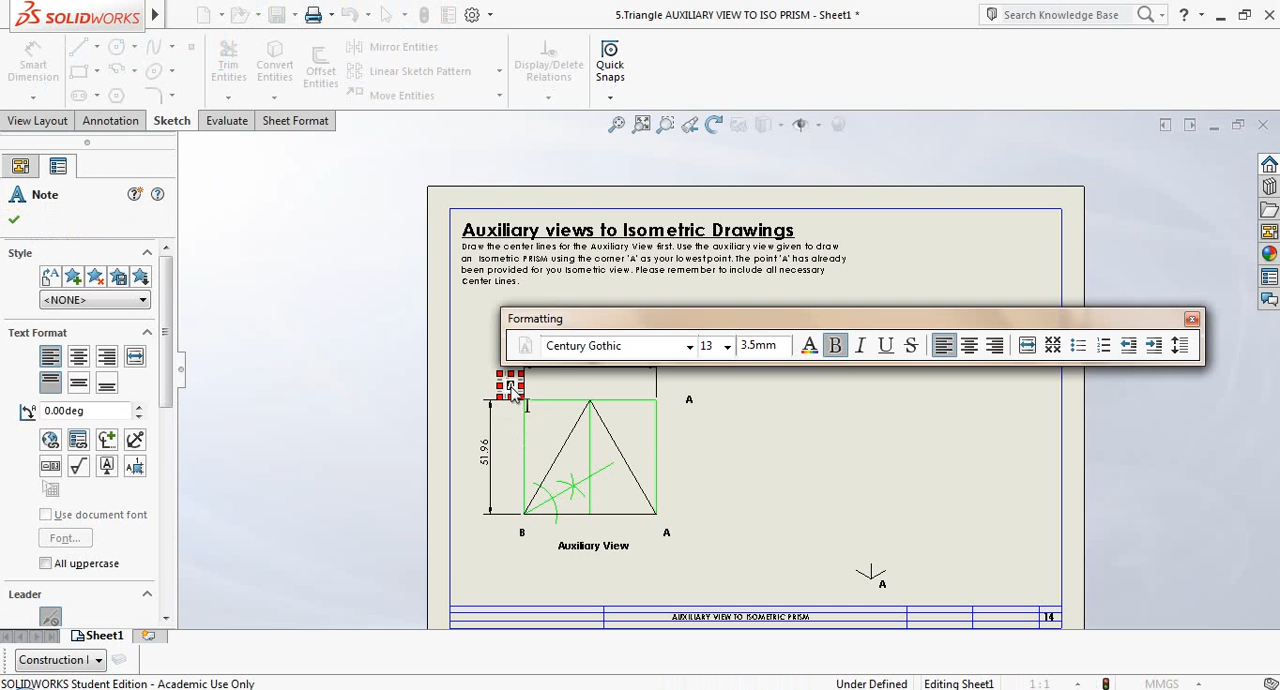 SOLIDWORKS
5.Triangle AUXILIARY VIEW TO ISO PRISM - Sheet1 *
Search Knowledge Base
?
Smart
Dimension
Trim
Entities
Convert
Entities
Offset
Entities
Mirror Entities
Linear Sketch Pattern
Move Entities
Display/Delete
Relations
Quick
Snaps
View Layout
Annotation
Sketch
Evaluate
Sheet Format
Note
Style
<NONE>
Text Format
0.00deg
Use document font
Font...
All uppercase
Leader
Auxiliary views to Isometric Drawings
Draw the center lines for the Auxiliary View first. Use the auxiliary view given to draw
an Isometric PRISM using the corner 'A' as your lowest point. The point 'A' has already
been provided for you Isometric view. Please remember to include all necessary
Center Lines.
Formatting
Century Gothic
13
3.5mm
A B I U S
A
51.96
B
A
Auxiliary View
A
AUXILIARY VIEW TO ISOMETRIC PRISM
14
Sheet1
Construction
SOLIDWORKS Student Edition - Academic Use Only
Under Defined
Editing Sheet1
1 : 1
MMGS